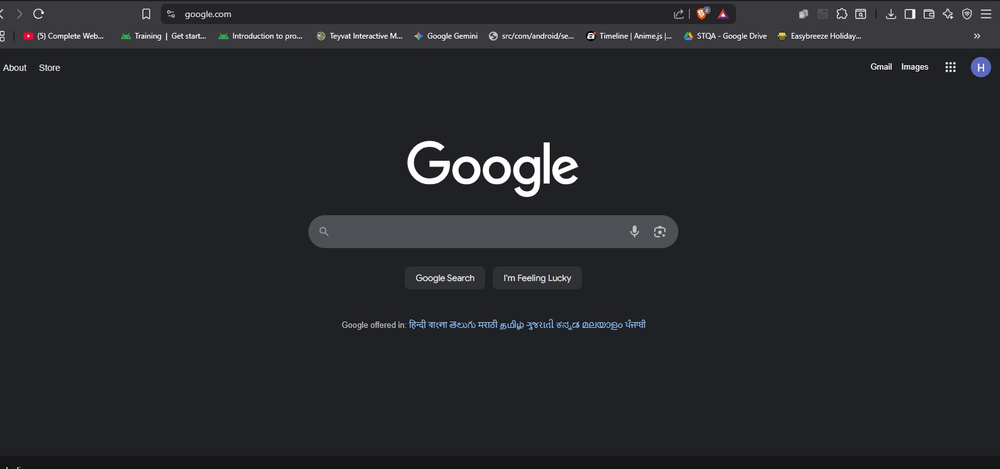 google.com
2
(5) Complete Web...
Training | Get start...
Introduction to pro...
Teyvat Interactive M...
Google Gemini
src/com/android/se...
Timeline | Anime.js |...
STQA - Google Drive
Easybreeze Holiday...
About Store
Gmail Images
H
Google
Google Search
I'm Feeling Lucky
Google offered in: हिन्दी বাংলা తెలుగు मराठी தமிழ் ગુજરાતી ಕನ್ನಡ മലയാളം ਪੰਜਾਬੀ